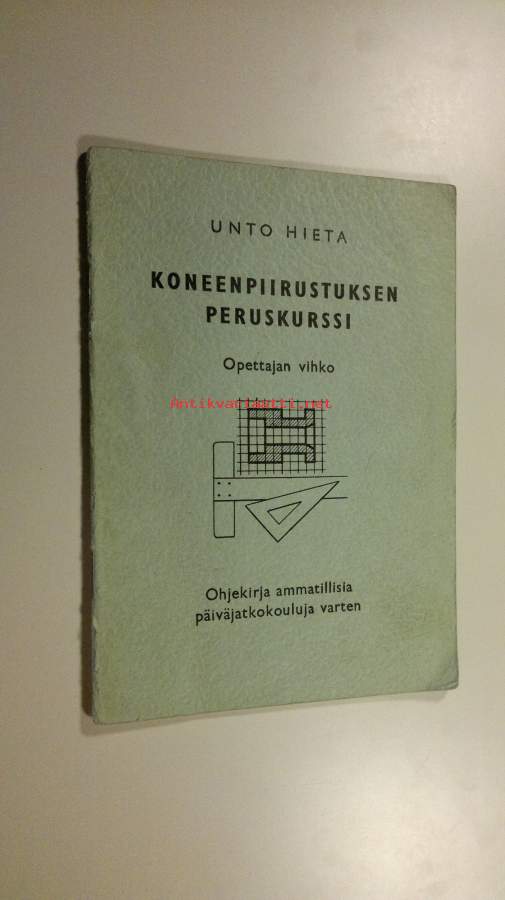 UNTO HIETA
KONEENPIIRUSTUKSEN
PERUSKURSSI
Opettajan vihko
Antikvariaatti.net
Ohjekirja ammatillisia
päiväjatkokouluja varten